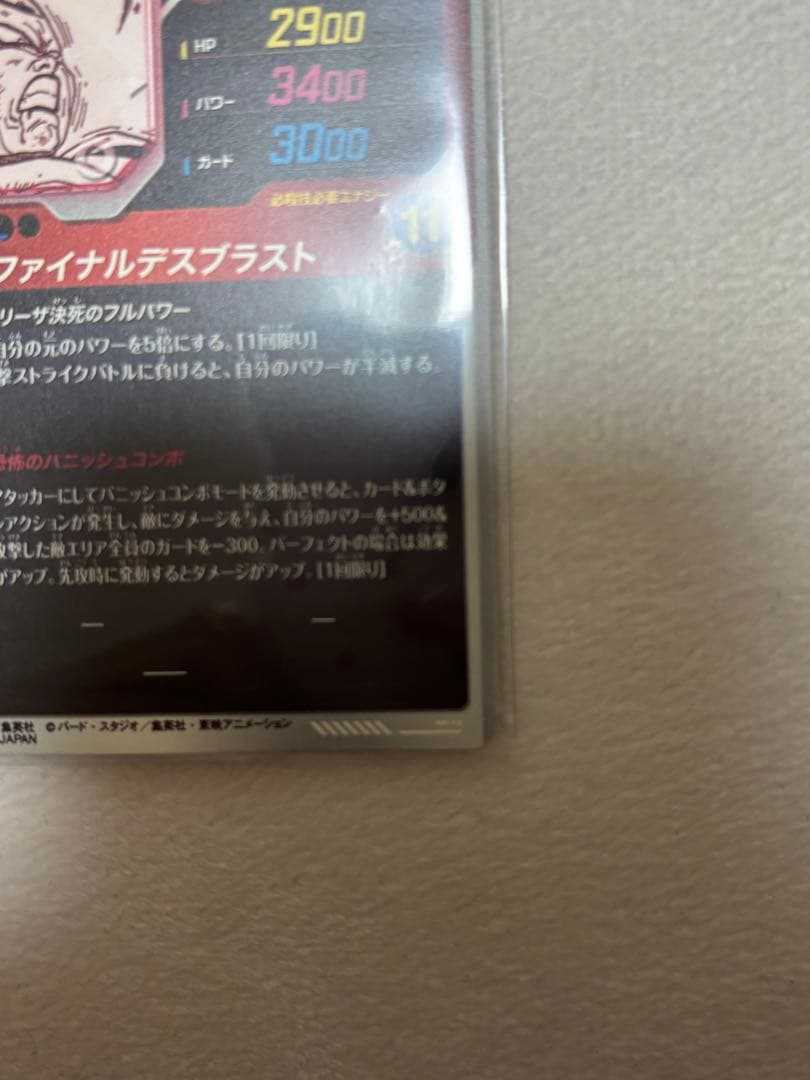 HP 2900
パワー 3400
ガード 3000
必殺技必要エナジー
11
ファイナルデスブラスト
リーザ決死のフルパワー
自分の元のパワーを5倍にする。[1回限り]
撃ストライクバトルに負けると、自分のパワーが半減する。
恐怖のバニッシュコンボ
アタッカーにしてバニッシュコンボモードを発動させると、カード&ボタ
ンアクションが発生し、敵にダメージを与え、自分のパワーを+500&
攻撃した敵エリア全員のガードを-300。パーフェクトの場合は効果
がアップ。先攻時に発動するとダメージがアップ。[1回限り]
集英社 ©バード・スタジオ/集英社・東映アニメーション
JAPAN